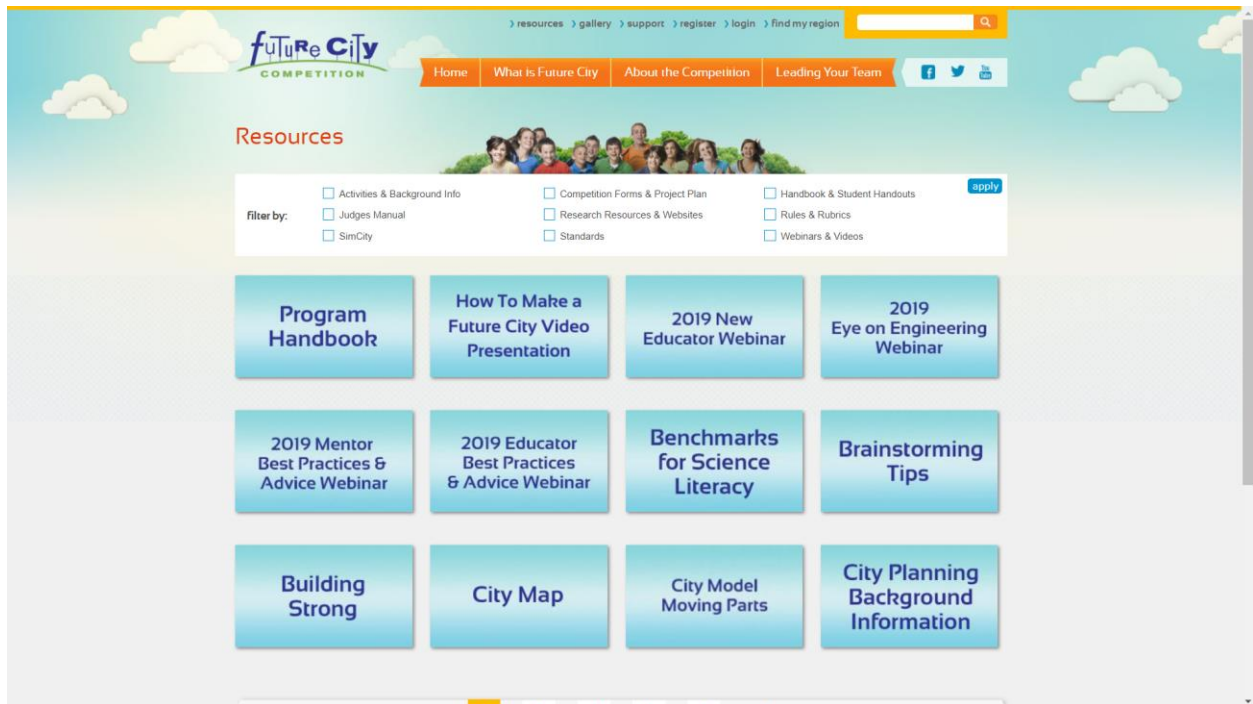 › resources › gallery › support › register › login › find my region
fuTuRe CiTy
COMPETITION
Home What is Future City About the Competition Leading Your Team
You Tube
Resources
apply
Activities & Background Info Competition Forms & Project Plan Handbook & Student Handouts
filter by: Judges Manual Research Resources & Websites Rules & Rubrics
SimCity Standards Webinars & Videos
Program
Handbook
How To Make a
Future City Video
Presentation
2019 New
Educator Webinar
2019
Eye on Engineering
Webinar
2019 Mentor
Best Practices &
Advice Webinar
2019 Educator
Best Practices
& Advice Webinar
Benchmarks
for Science
Literacy
Brainstorming
Tips
Building
Strong
City Map
City Model
Moving Parts
City Planning
Background
Information